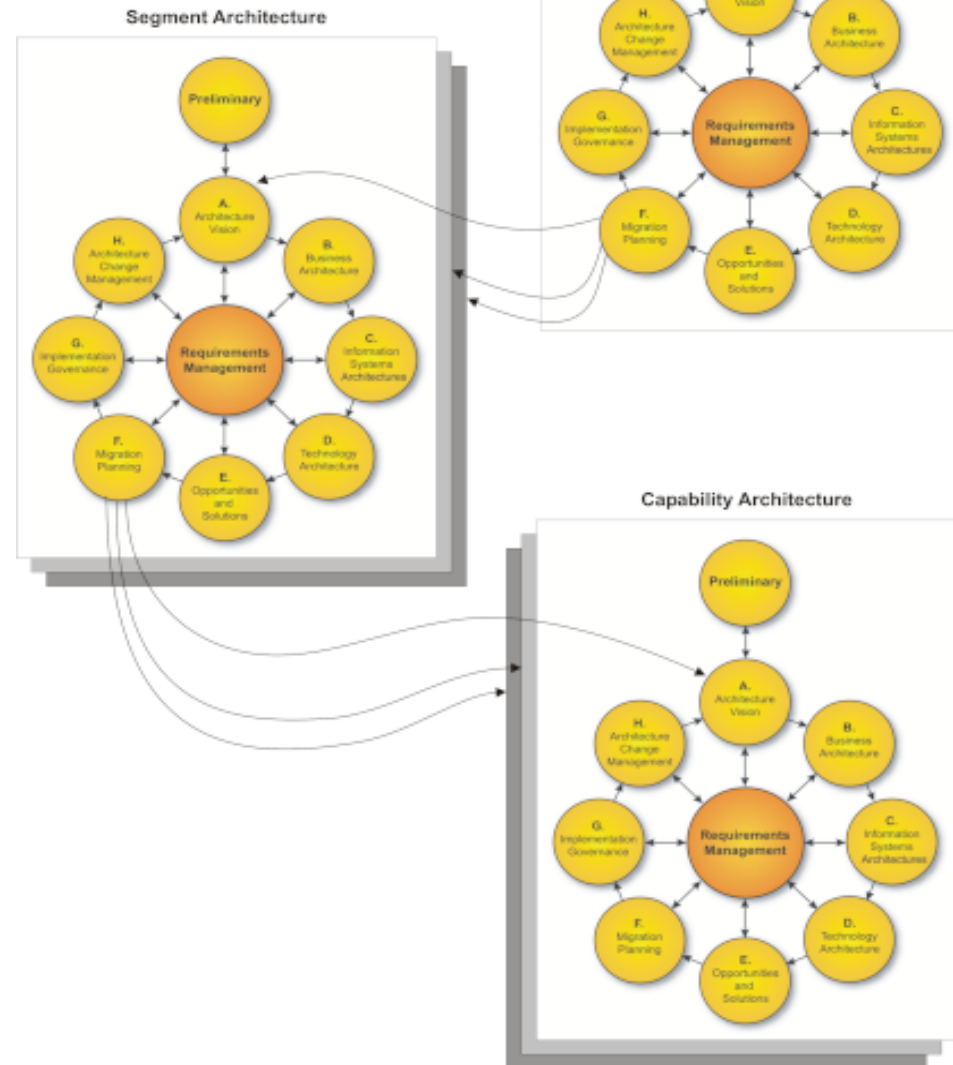 Segment Architecture
Preliminary
A.
Architecture
Vision
B.
Business
Architecture
C.
Information
Systems
Architectures
D.
Technology
Architecture
E.
Opportunities
and
Solutions
F.
Migration
Planning
G.
Implementation
Governance
H.
Architecture
Change
Management
Requirements
Management
Vision
B.
Business
Architecture
C.
Information
Systems
Architectures
D.
Technology
Architecture
E.
Opportunities
and
Solutions
F.
Migration
Planning
G.
Implementation
Governance
H.
Architecture
Change
Management
Requirements
Management
Capability Architecture
Preliminary
A.
Architecture
Vision
B.
Business
Architecture
C.
Information
Systems
Architectures
D.
Technology
Architecture
E.
Opportunities
and
Solutions
F.
Migration
Planning
G.
Implementation
Governance
H.
Architecture
Change
Management
Requirements
Management